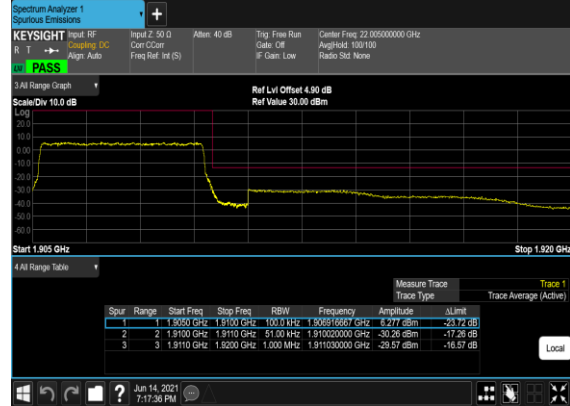 Spectrum Analyzer 1
Spurious Emissions
+
KEYSIGHT Input: RF Input Z: 50 Ω Atten: 40 dB Trig: Free Run Center Freq: 22.005000000 GHz
R T Coupling: DC Corr CCorr Gate: Off Avg|Hold: 100/100
Align: Auto Freq Ref: Int (S) IF Gain: Low Radio Std: None
PASS
3 All Range Graph
Ref Lvl Offset 4.90 dB
Scale/Div 10.0 dB Ref Value 30.00 dBm
Log
20.0
10.0
0.00
-10.0
-20.0
-30.0
-40.0
-50.0
-60.0
Start 1.905 GHz Stop 1.920 GHz
4 All Range Table
Measure Trace Trace 1
Trace Type Trace Average (Active)
Spur Range Start Freq Stop Freq RBW Frequency Amplitude ΔLimit
1 1 1.9050 GHz 1.9100 GHz 100.0 kHz 1.906916667 GHz 6.277 dBm -23.72 dB
2 2 1.9100 GHz 1.9110 GHz 51.00 kHz 1.910020000 GHz -30.26 dBm -17.26 dB
3 3 1.9110 GHz 1.9200 GHz 1.000 MHz 1.911030000 GHz -29.57 dBm -16.57 dB
Local
? Jun 14, 2021
7:17:36 PM